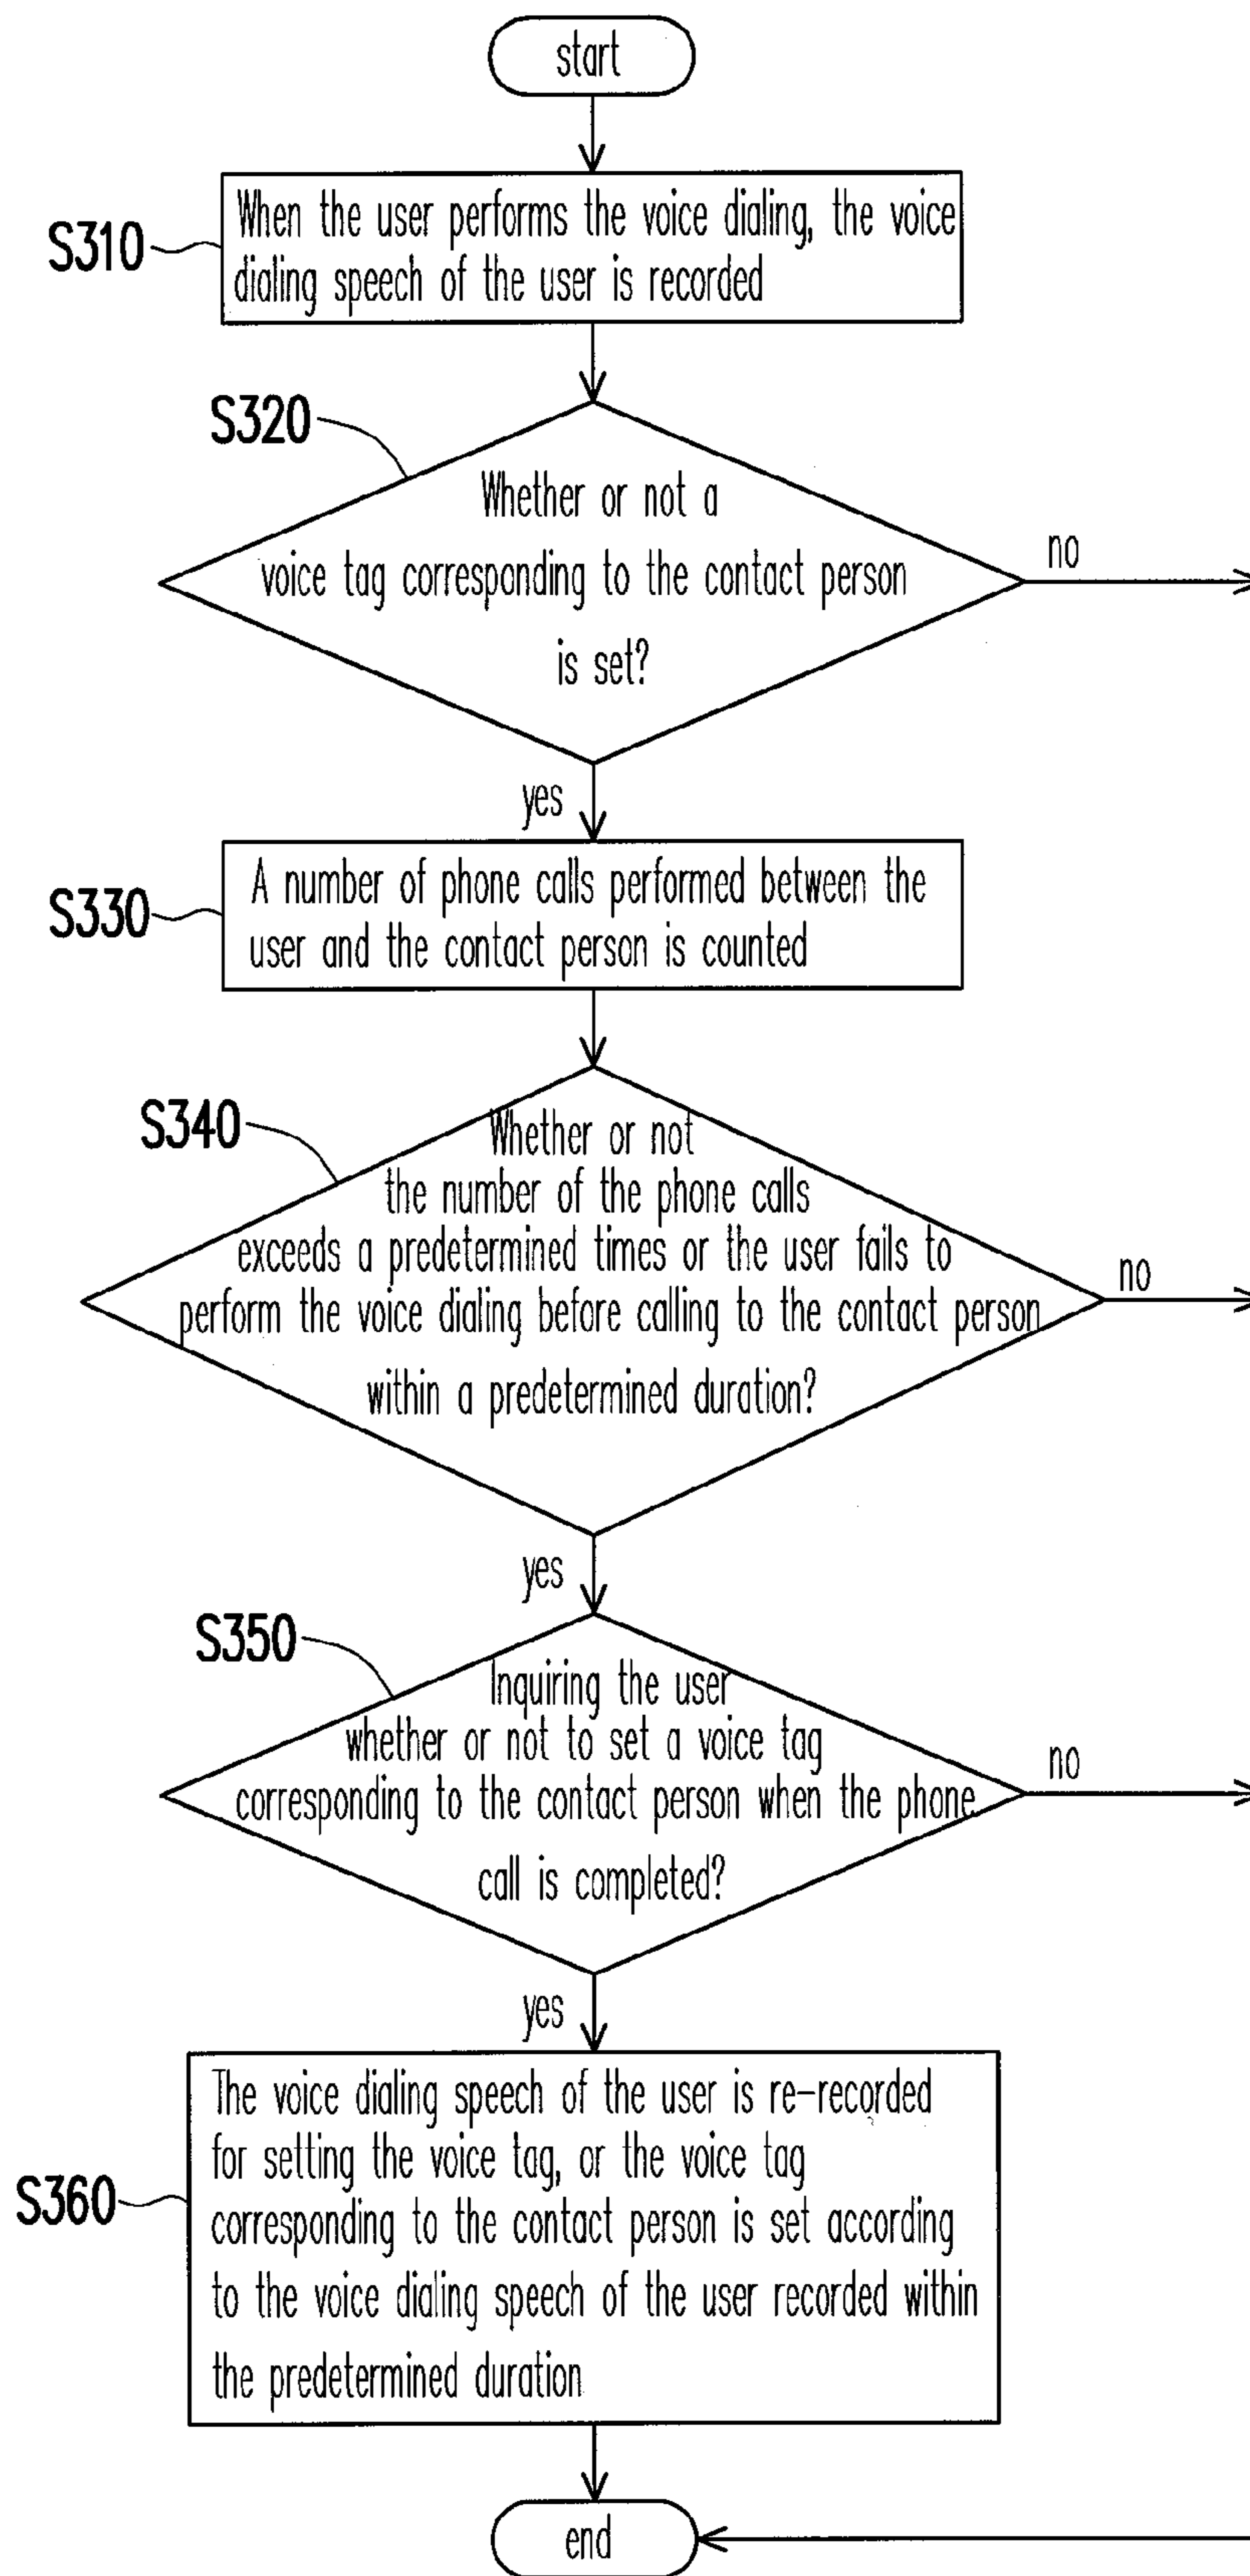 start
S310
When the user performs the voice dialing, the voice
dialing speech of the user is recorded
S320
Whether or not a
voice tag corresponding to the contact person
is set?
no
yes
S330
A number of phone calls performed between the
user and the contact person is counted
S340
Whether or not
the number of the phone calls
exceeds a predetermined times or the user fails to
perform the voice dialing before calling to the contact person
within a predetermined duration?
no
yes
S350
Inquiring the user
whether or not to set a voice tag
corresponding to the contact person when the phone
call is completed?
no
yes
S360
The voice dialing speech of the user is re-recorded
for setting the voice tag, or the voice tag
corresponding to the contact person is set according
to the voice dialing speech of the user recorded within
the predetermined duration
end